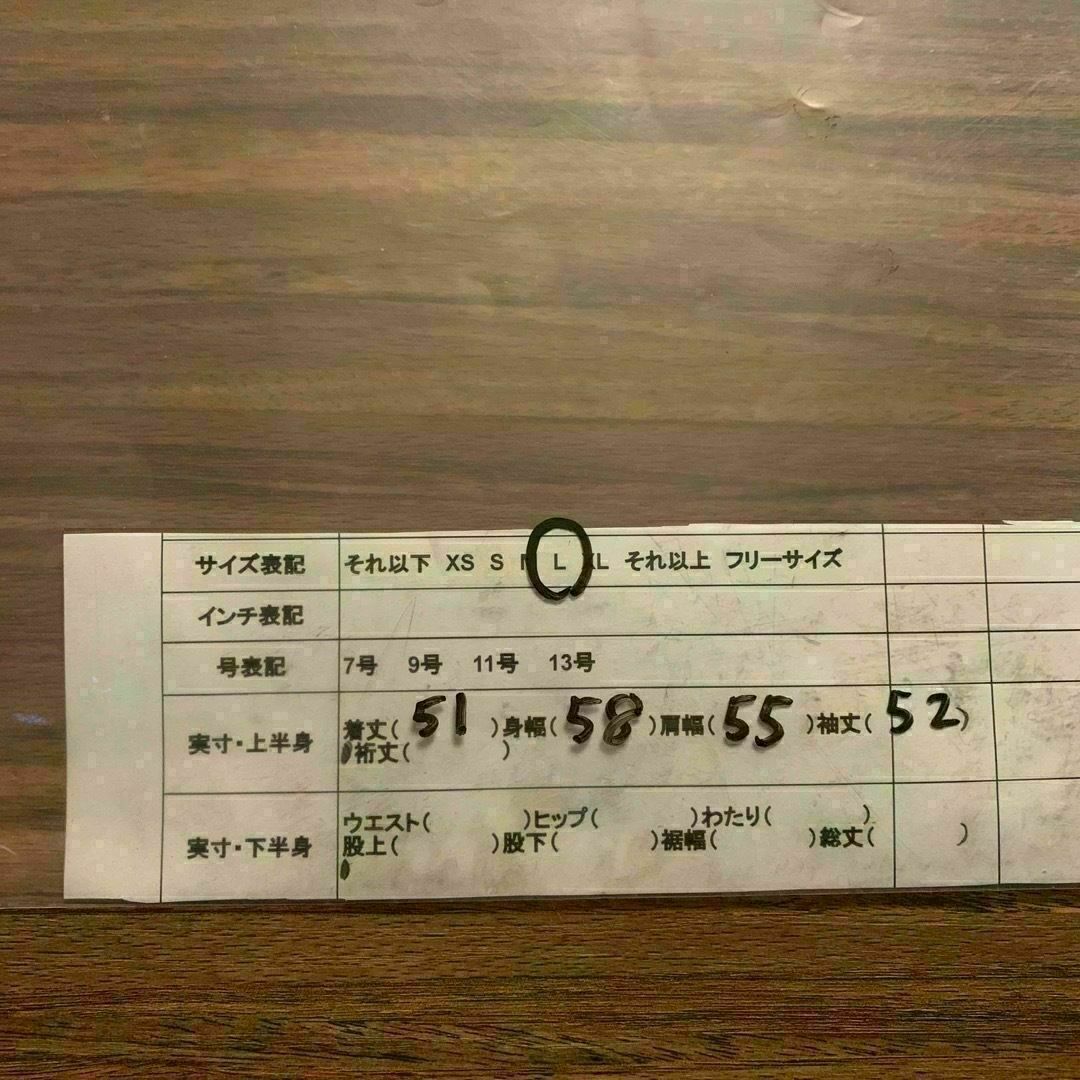 サイズ表記 それ以下 XS S L XL それ以上 フリーサイズ
インチ表記
号表記 7号 9号 11号 13号
実寸・上半身 着丈( 51 )身幅( 58 )肩幅( 55 )袖丈( 52 )
裄丈( )
実寸・下半身 ウエスト( )ヒップ( )わたり( )
股上( )股下( )裾幅( )総丈( )